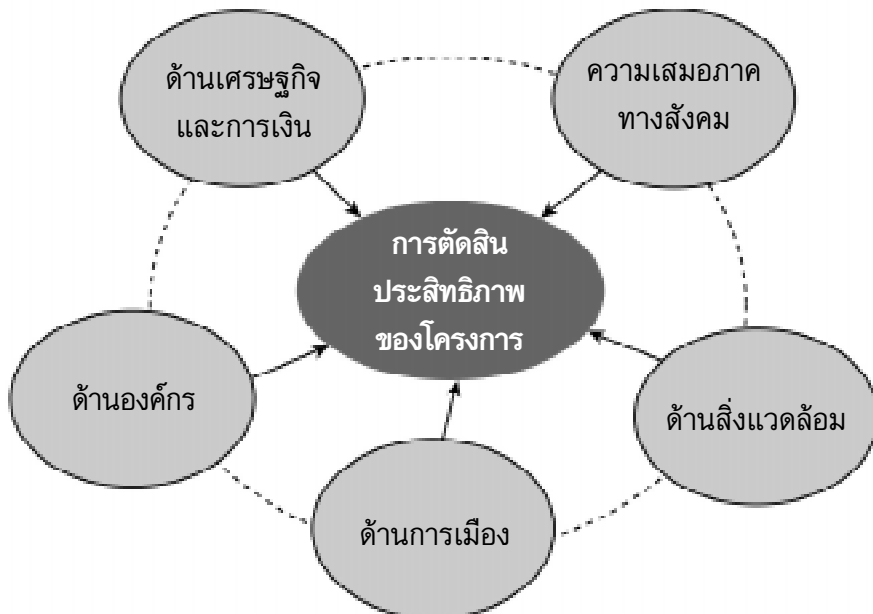 ด้านเศรษฐกิจ
และการเงิน
ความเสมอภาค
ทางสังคม
การตัดสิน
ประสิทธิภาพ
ของโครงการ
ด้านองค์กร
ด้านสิ่งแวดล้อม
ด้านการเมือง